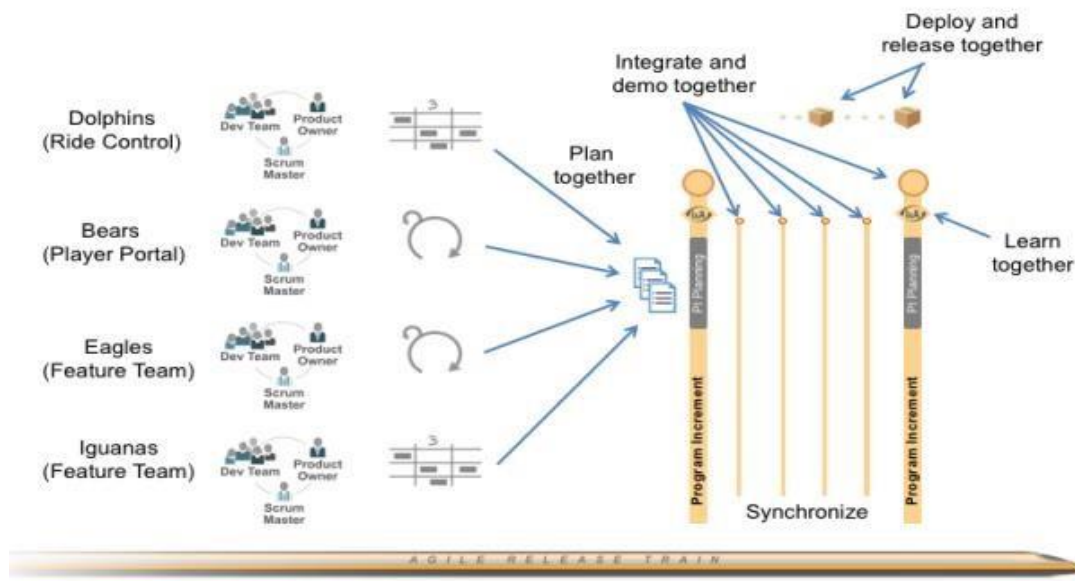 Deploy and
release together
Integrate and
demo together
Dolphins
(Ride Control)
Dev Team
Product
Owner
Scrum
Master
3
Plan
together
Bears
(Player Portal)
Dev Team
Product
Owner
Scrum
Master
Learn
together
Eagles
(Feature Team)
Dev Team
Product
Owner
Scrum
Master
Iguanas
(Feature Team)
Dev Team
Product
Owner
Scrum
Master
3
I&A
PI Planning
Program Increment
I&A
PI Planning
Program Increment
Synchronize
AGILE RELEASE TRAIN